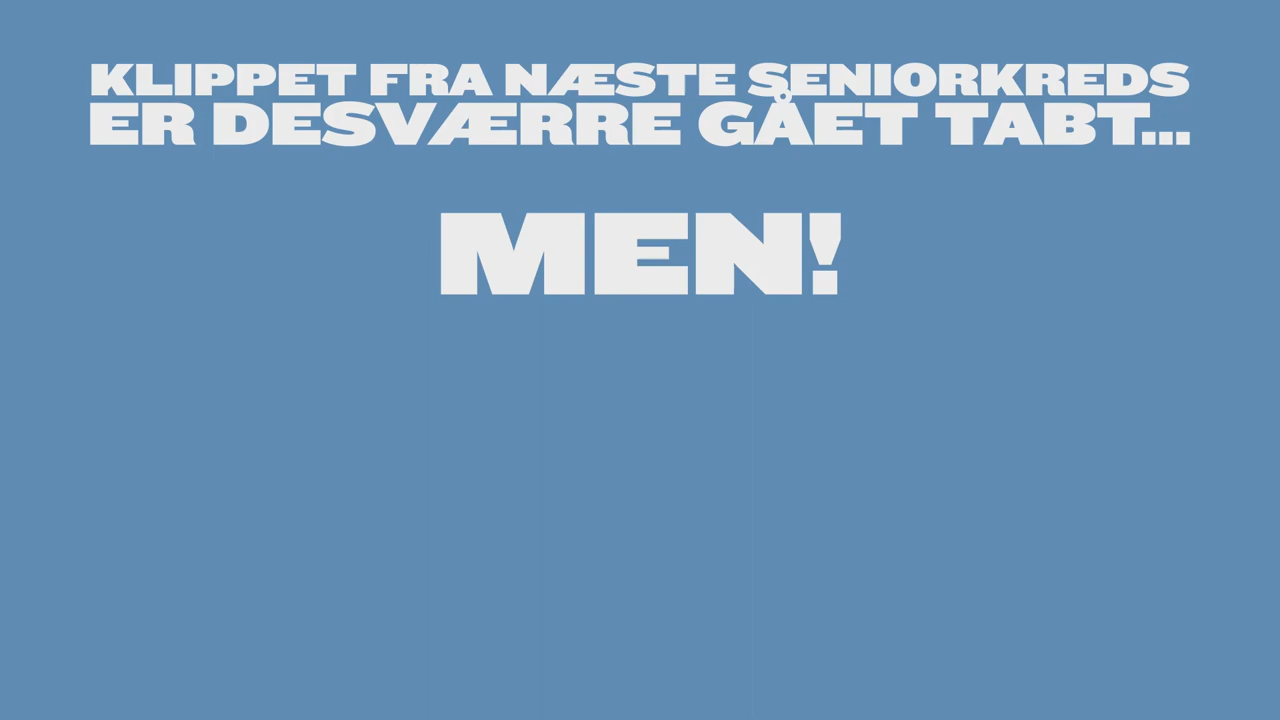 KLIPPET FRA NÆSTE SENIORKREDS
ER DESVÆRRE GÅET TABT...
MEN!